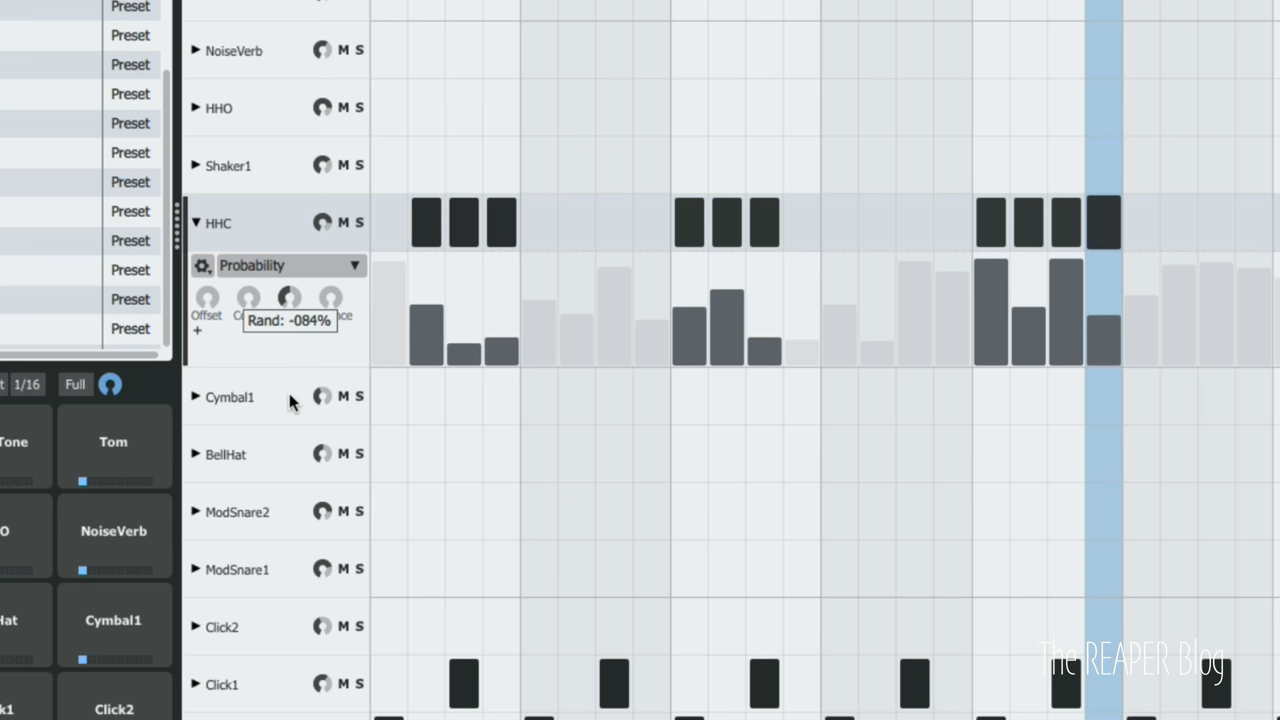 Preset
Preset
Preset
Preset
Preset
Preset
Preset
Preset
Preset
Preset
Preset
Preset
NoiseVerb M S
HHO M S
Shaker1 M S
HHC M S
Probability
Offset
Rand: -084%
+
Cymbal1 M S
BellHat M S
ModSnare2 M S
ModSnare1 M S
Click2 M S
Click1 M S
1/16 Full
Tone Tom
NoiseVerb
Cymbal1
Click2
The REAPER Blog